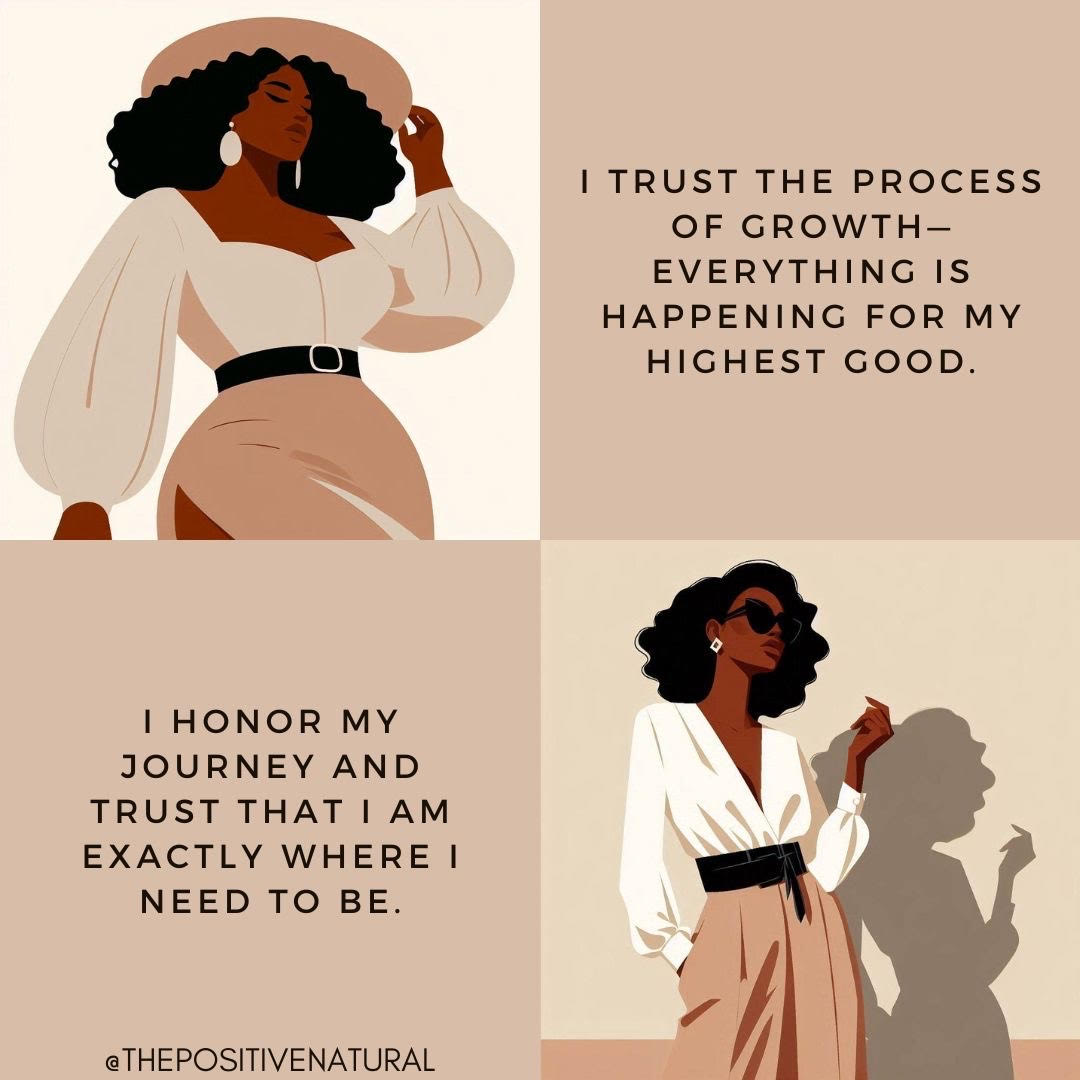 I TRUST THE PROCESS
OF GROWTH—
EVERYTHING IS
HAPPENING FOR MY
HIGHEST GOOD.
I HONOR MY
JOURNEY AND
TRUST THAT I AM
EXACTLY WHERE I
NEED TO BE.
@THEPOSITIVENATURAL